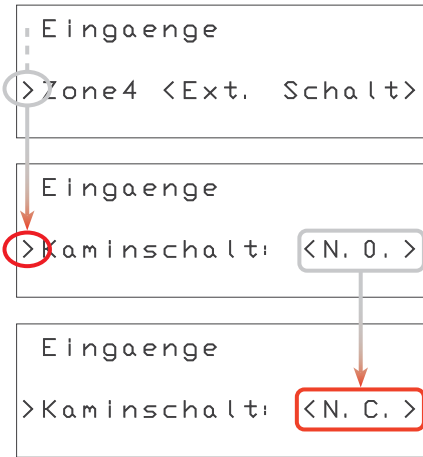 Eingaenge
>Zone4 <Ext. Schalt>
Eingaenge
>Kaminschalt: <N. O. >
Eingaenge
>Kaminschalt: <N. C. >